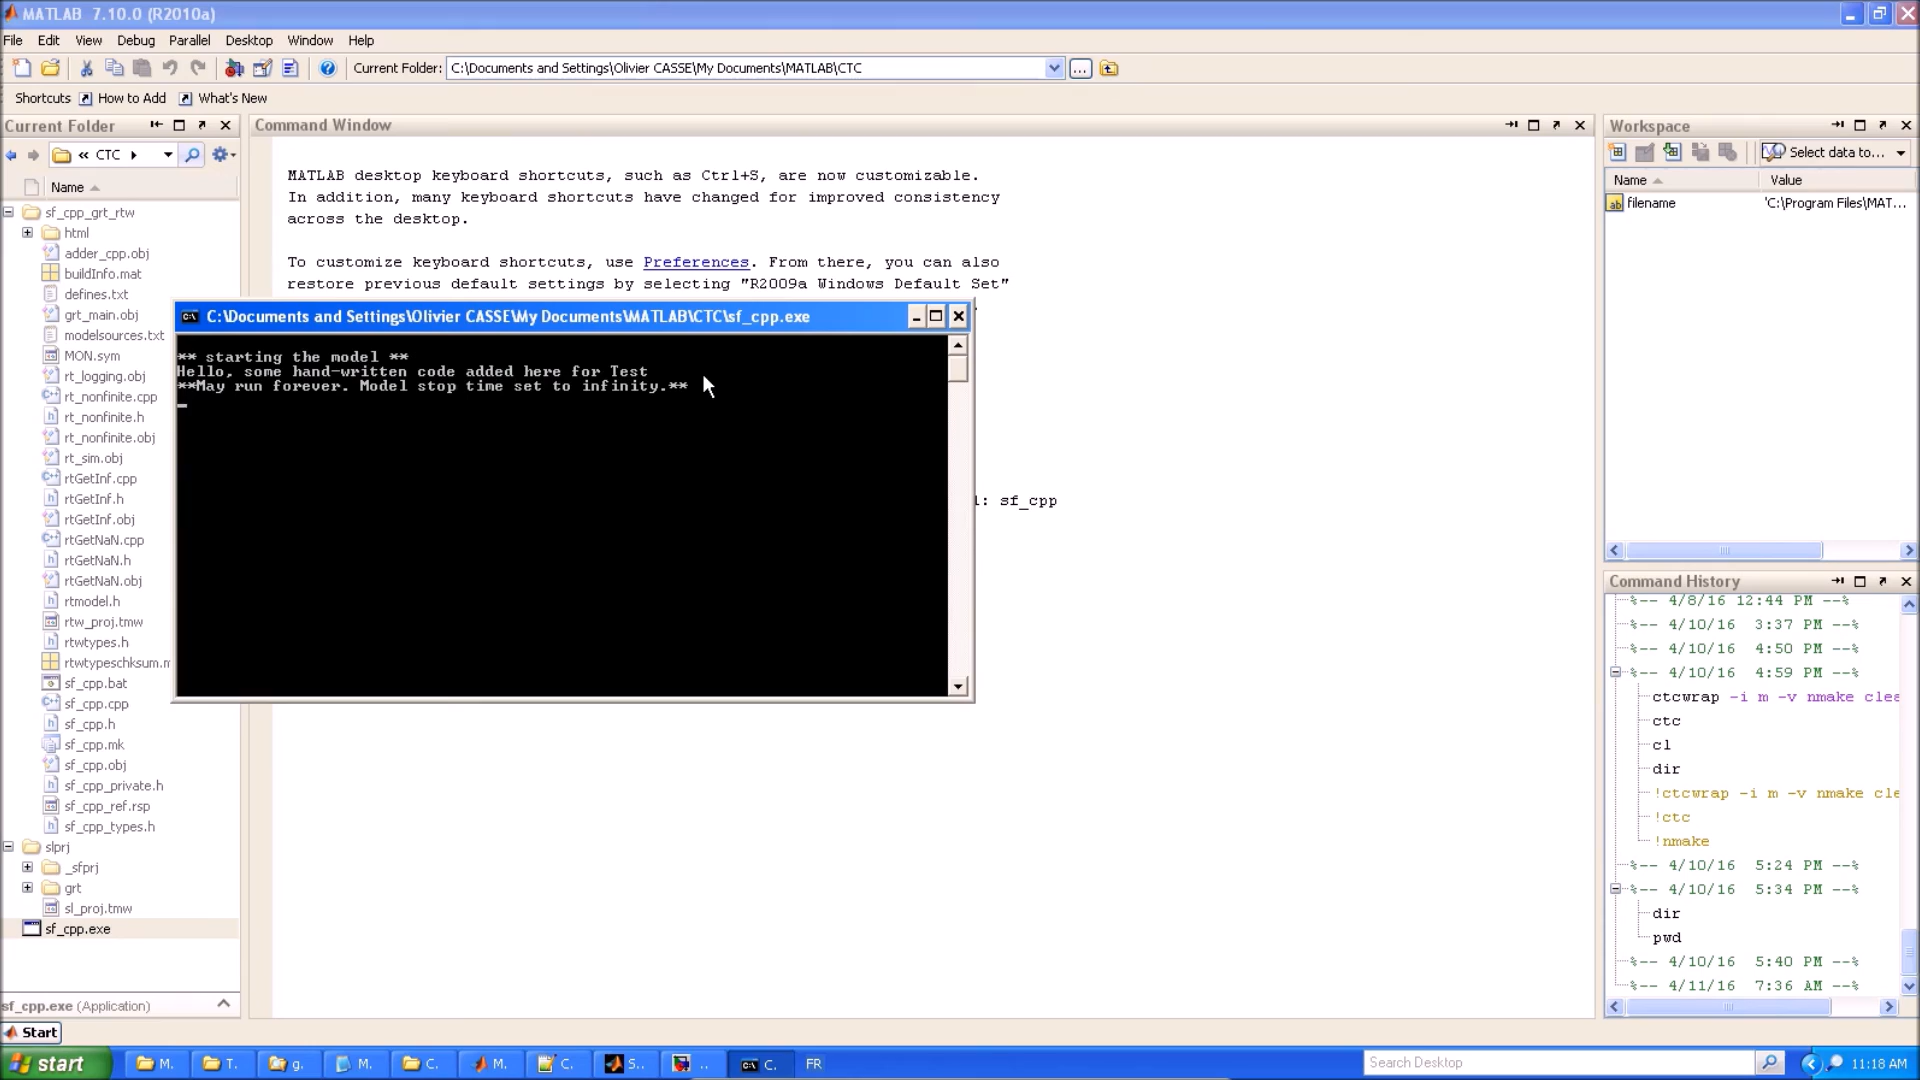 MATLAB 7.10.0 (R2010a)
File Edit View Debug Parallel Desktop Window Help
Current Folder: C:\Documents and Settings\Olivier CASSE\My Documents\MATLAB\CTC
Shortcuts How to Add What's New
Current Folder
« CTC
Name
sf_cpp_grt_rtw
html
adder_cpp.obj
buildInfo.mat
defines.txt
grt_main.obj
modelsources.txt
MON.sym
rt_logging.obj
rt_nonfinite.cpp
rt_nonfinite.h
rt_nonfinite.obj
rt_sim.obj
rtGetInf.cpp
rtGetInf.h
rtGetInf.obj
rtGetNaN.cpp
rtGetNaN.h
rtGetNaN.obj
rtmodel.h
rtw_proj.tmw
rtwtypes.h
rtwtypeschksum.m
sf_cpp.bat
sf_cpp.cpp
sf_cpp.h
sf_cpp.mk
sf_cpp.obj
sf_cpp_private.h
sf_cpp_ref.rsp
sf_cpp_types.h
slprj
_sfprj
grt
sl_proj.tmw
sf_cpp.exe
sf_cpp.exe (Application)
Start
Command Window
MATLAB desktop keyboard shortcuts, such as Ctrl+S, are now customizable.
In addition, many keyboard shortcuts have changed for improved consistency
across the desktop.
To customize keyboard shortcuts, use Preferences. From there, you can also
restore previous default settings by selecting "R2009a Windows Default Set"
: sf_cpp
C:\Documents and Settings\Olivier CASSE\My Documents\MATLAB\CTC\sf_cpp.exe
** starting the model **
Hello, some hand-written code added here for Test
**May run forever. Model stop time set to infinity.**
Workspace
Select data to...
Name Value
filename 'C:\Program Files\MAT...
Command History
%-- 4/8/16 12:44 PM --%
%-- 4/10/16 3:37 PM --%
%-- 4/10/16 4:50 PM --%
%-- 4/10/16 4:59 PM --%
ctcwrap -i m -v nmake clea
ctc
cl
dir
!ctcwrap -i m -v nmake cle
!ctc
!nmake
%-- 4/10/16 5:24 PM --%
%-- 4/10/16 5:34 PM --%
dir
pwd
%-- 4/10/16 5:40 PM --%
%-- 4/11/16 7:36 AM --%
start M. T. g. M. C. M. C. S.. .. C. FR Search Desktop 11:18 AM